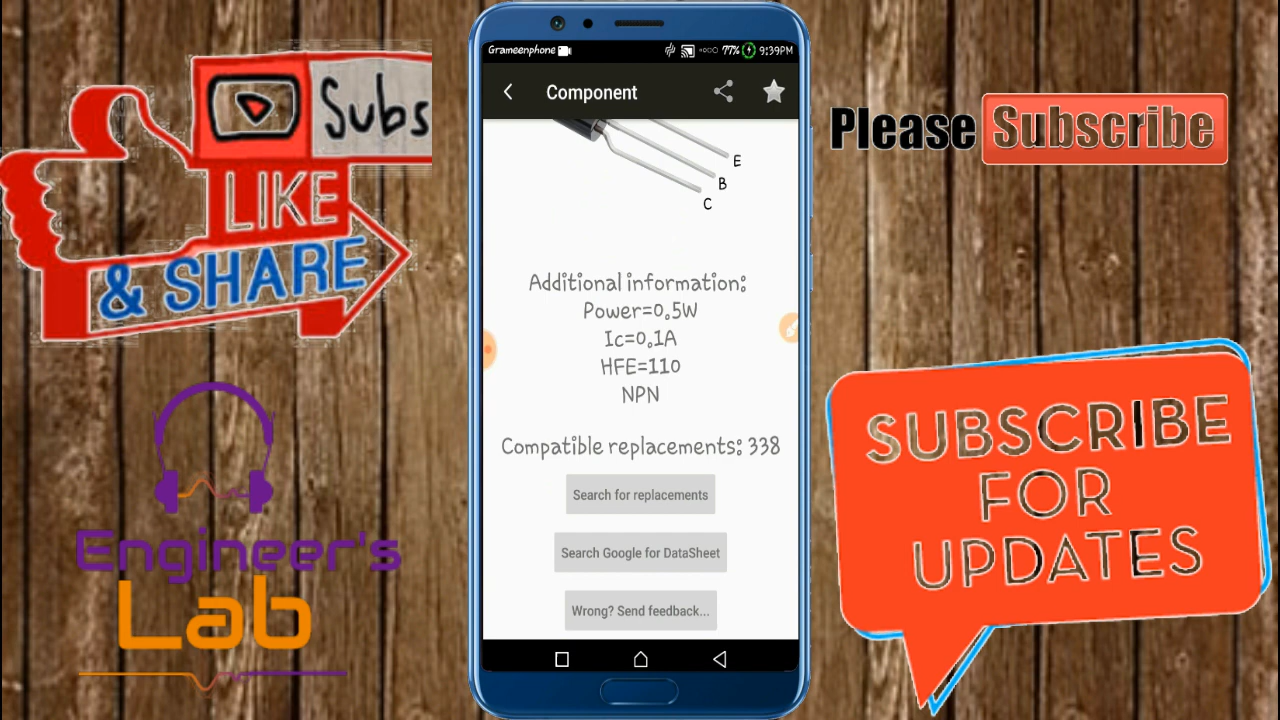 Subs
LIKE
& SHARE
Engineer's
Lab
Grameenphone
77%
9:39PM
Component
E
B
C
Additional information:
Power=0.5W
Ic=0.1A
HFE=110
NPN
Compatible replacements: 338
Search for replacements
Search Google for DataSheet
Wrong? Send feedback...
Please Subscribe
SUBSCRIBE
FOR
UPDATES